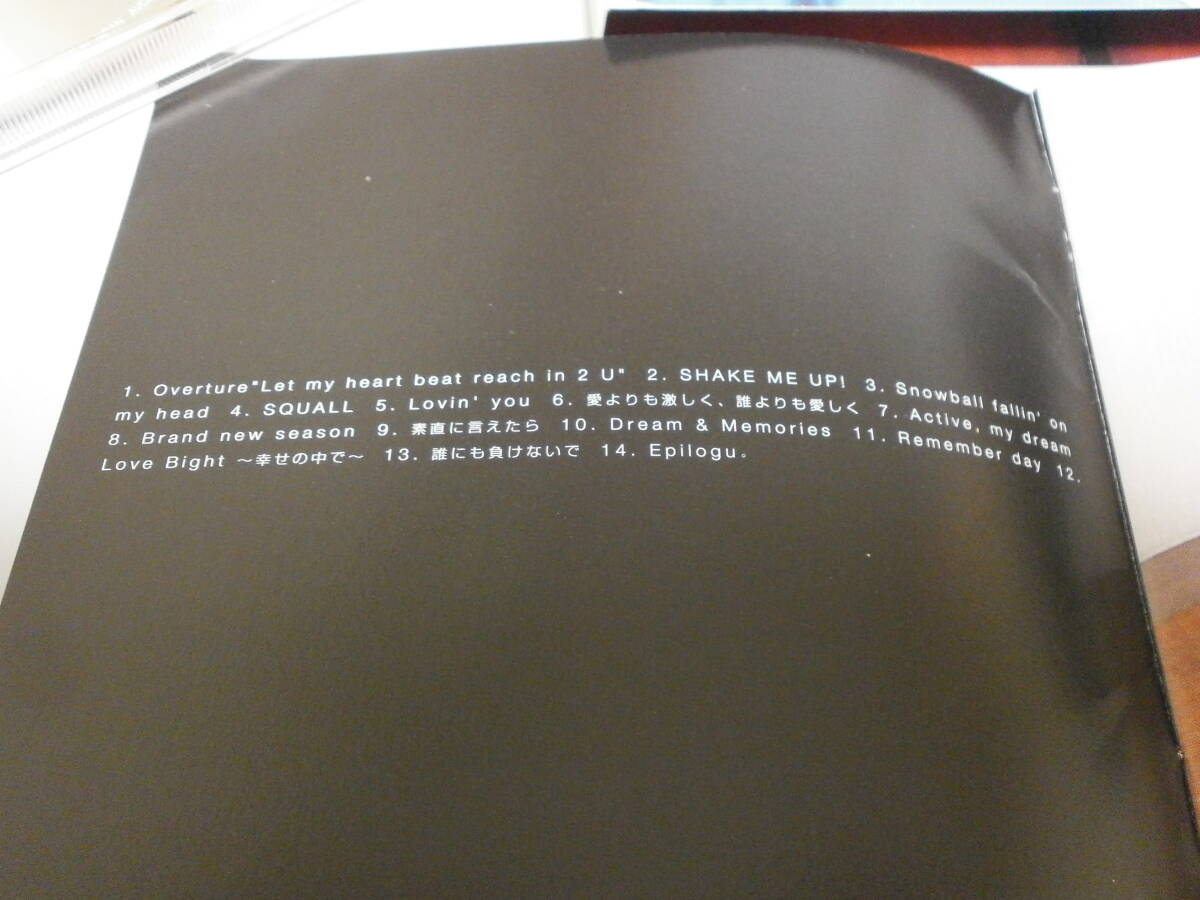 1. Overture"Let my heart beat reach in 2 U" 2. SHAKE ME UP! 3. Snowball fallin' on
my head 4. SQUALL 5. Lovin' you 6. 愛よりも激しく、誰よりも愛しく 7. Active, my dream
8. Brand new season 9. 素直に言えたら 10. Dream & Memories 11. Remember day 12.
Love Bight 〜幸せの中で〜 13. 誰にも負けないで 14. Epilogu。